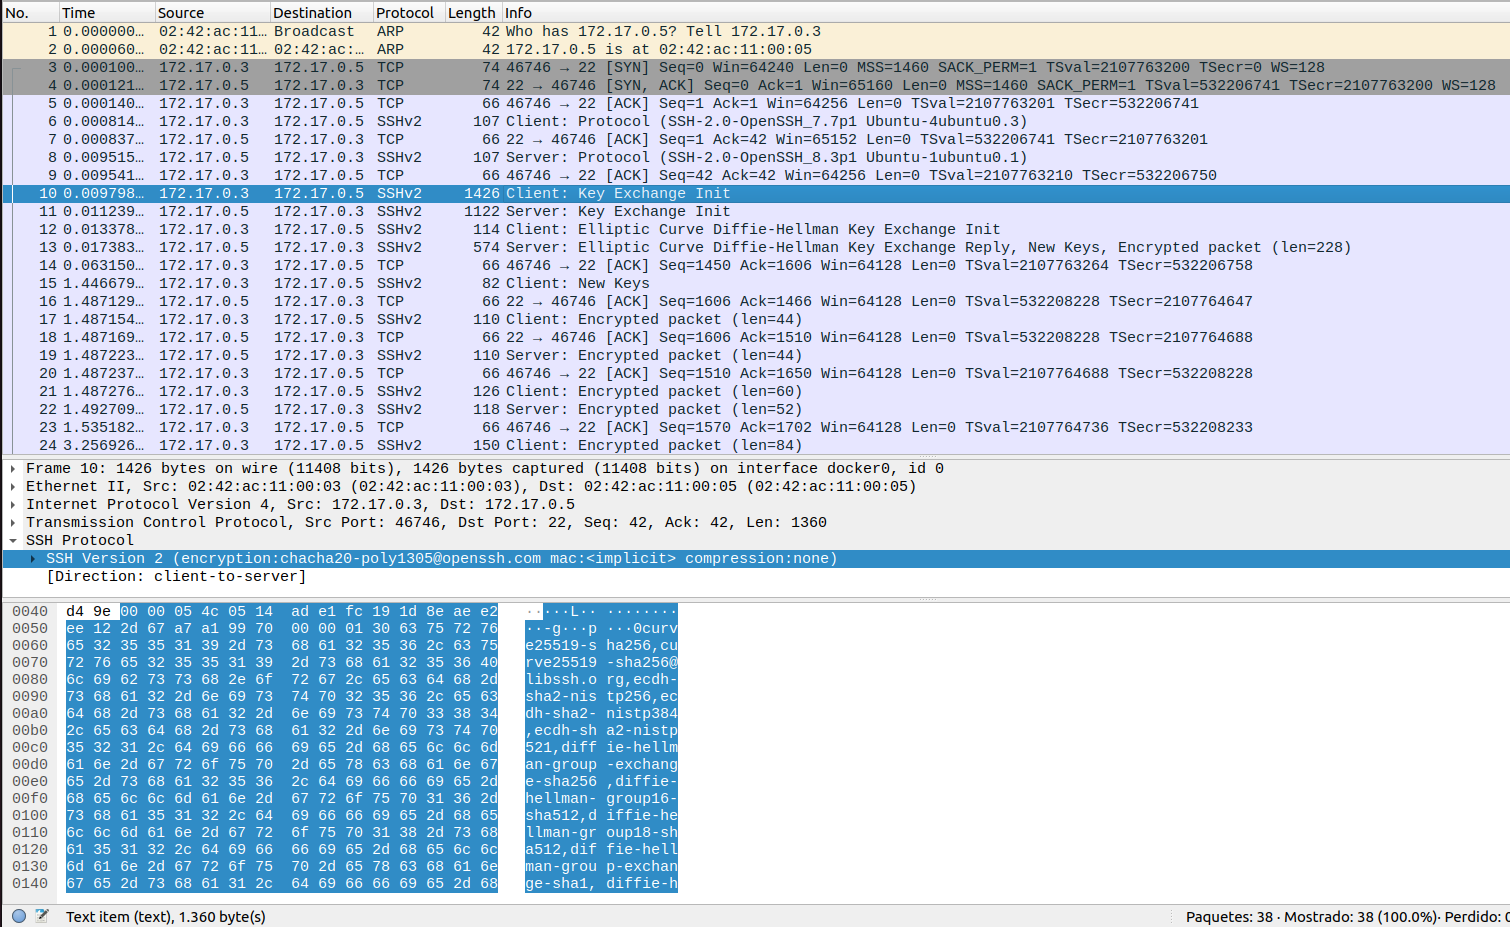 No. Time Source Destination Protocol Length Info
1 0.000000… 02:42:ac:11… Broadcast ARP 42 Who has 172.17.0.5? Tell 172.17.0.3
2 0.000060… 02:42:ac:11… 02:42:ac:… ARP 42 172.17.0.5 is at 02:42:ac:11:00:05
3 0.000100… 172.17.0.3 172.17.0.5 TCP 74 46746 → 22 [SYN] Seq=0 Win=64240 Len=0 MSS=1460 SACK_PERM=1 TSval=2107763200 TSecr=0 WS=128
4 0.000121… 172.17.0.5 172.17.0.3 TCP 74 22 → 46746 [SYN, ACK] Seq=0 Ack=1 Win=65160 Len=0 MSS=1460 SACK_PERM=1 TSval=532206741 TSecr=2107763200 WS=128
5 0.000140… 172.17.0.3 172.17.0.5 TCP 66 46746 → 22 [ACK] Seq=1 Ack=1 Win=64256 Len=0 TSval=2107763201 TSecr=532206741
6 0.000814… 172.17.0.3 172.17.0.5 SSHv2 107 Client: Protocol (SSH-2.0-OpenSSH_7.7p1 Ubuntu-4ubuntu0.3)
7 0.000837… 172.17.0.5 172.17.0.3 TCP 66 22 → 46746 [ACK] Seq=1 Ack=42 Win=65152 Len=0 TSval=532206741 TSecr=2107763201
8 0.009515… 172.17.0.5 172.17.0.3 SSHv2 107 Server: Protocol (SSH-2.0-OpenSSH_8.3p1 Ubuntu-1ubuntu0.1)
9 0.009541… 172.17.0.3 172.17.0.5 TCP 66 46746 → 22 [ACK] Seq=42 Ack=42 Win=64256 Len=0 TSval=2107763210 TSecr=532206750
10 0.009798… 172.17.0.3 172.17.0.5 SSHv2 1426 Client: Key Exchange Init
11 0.011239… 172.17.0.5 172.17.0.3 SSHv2 1122 Server: Key Exchange Init
12 0.013378… 172.17.0.3 172.17.0.5 SSHv2 114 Client: Elliptic Curve Diffie-Hellman Key Exchange Init
13 0.017383… 172.17.0.5 172.17.0.3 SSHv2 574 Server: Elliptic Curve Diffie-Hellman Key Exchange Reply, New Keys, Encrypted packet (len=228)
14 0.063150… 172.17.0.3 172.17.0.5 TCP 66 46746 → 22 [ACK] Seq=1450 Ack=1606 Win=64128 Len=0 TSval=2107763264 TSecr=532206758
15 1.446679… 172.17.0.3 172.17.0.5 SSHv2 82 Client: New Keys
16 1.487129… 172.17.0.5 172.17.0.3 TCP 66 22 → 46746 [ACK] Seq=1606 Ack=1466 Win=64128 Len=0 TSval=532208228 TSecr=2107764647
17 1.487154… 172.17.0.3 172.17.0.5 SSHv2 110 Client: Encrypted packet (len=44)
18 1.487169… 172.17.0.5 172.17.0.3 TCP 66 22 → 46746 [ACK] Seq=1606 Ack=1510 Win=64128 Len=0 TSval=532208228 TSecr=2107764688
19 1.487223… 172.17.0.5 172.17.0.3 SSHv2 110 Server: Encrypted packet (len=44)
20 1.487237… 172.17.0.3 172.17.0.5 TCP 66 46746 → 22 [ACK] Seq=1510 Ack=1650 Win=64128 Len=0 TSval=2107764688 TSecr=532208228
21 1.487276… 172.17.0.3 172.17.0.5 SSHv2 126 Client: Encrypted packet (len=60)
22 1.492709… 172.17.0.5 172.17.0.3 SSHv2 118 Server: Encrypted packet (len=52)
23 1.535182… 172.17.0.3 172.17.0.5 TCP 66 46746 → 22 [ACK] Seq=1570 Ack=1702 Win=64128 Len=0 TSval=2107764736 TSecr=532208233
24 3.256926… 172.17.0.3 172.17.0.5 SSHv2 150 Client: Encrypted packet (len=84)
Frame 10: 1426 bytes on wire (11408 bits), 1426 bytes captured (11408 bits) on interface docker0, id 0
Ethernet II, Src: 02:42:ac:11:00:03 (02:42:ac:11:00:03), Dst: 02:42:ac:11:00:05 (02:42:ac:11:00:05)
Internet Protocol Version 4, Src: 172.17.0.3, Dst: 172.17.0.5
Transmission Control Protocol, Src Port: 46746, Dst Port: 22, Seq: 42, Ack: 42, Len: 1360
SSH Protocol
SSH Version 2 (encryption:chacha20-poly1305@openssh.com mac:<implicit> compression:none)
[Direction: client-to-server]
0040 d4 9e 00 00 05 4c 05 14 ad e1 fc 19 1d 8e ae e2 ·····L·· ········
0050 ee 12 2d 67 a7 a1 99 70 00 00 01 30 63 75 72 76 ··-g···p ···0curv
0060 65 32 35 35 31 39 2d 73 68 61 32 35 36 2c 63 75 e25519-s ha256,cu
0070 72 76 65 32 35 35 31 39 2d 73 68 61 32 35 36 40 rve25519 -sha256@
0080 6c 69 62 73 73 68 2e 6f 72 67 2c 65 63 64 68 2d libssh.o rg,ecdh-
0090 73 68 61 32 2d 6e 69 73 74 70 32 35 36 2c 65 63 sha2-nis tp256,ec
00a0 64 68 2d 73 68 61 32 2d 6e 69 73 74 70 33 38 34 dh-sha2- nistp384
00b0 2c 65 63 64 68 2d 73 68 61 32 2d 6e 69 73 74 70 ,ecdh-sh a2-nistp
00c0 35 32 31 2c 64 69 66 66 69 65 2d 68 65 6c 6c 6d 521,diff ie-hellm
00d0 61 6e 2d 67 72 6f 75 70 2d 65 78 63 68 61 6e 67 an-group -exchang
00e0 65 2d 73 68 61 32 35 36 2c 64 69 66 66 69 65 2d e-sha256 ,diffie-
00f0 68 65 6c 6c 6d 61 6e 2d 67 72 6f 75 70 31 36 2d hellman- group16-
0100 73 68 61 35 31 32 2c 64 69 66 66 69 65 2d 68 65 sha512,d iffie-he
0110 6c 6c 6d 61 6e 2d 67 72 6f 75 70 31 38 2d 73 68 llman-gr oup18-sh
0120 61 35 31 32 2c 64 69 66 66 69 65 2d 68 65 6c 6c a512,dif fie-hell
0130 6d 61 6e 2d 67 72 6f 75 70 2d 65 78 63 68 61 6e man-grou p-exchan
0140 67 65 2d 73 68 61 31 2c 64 69 66 66 69 65 2d 68 ge-sha1, diffie-h
Text item (text), 1.360 byte(s) Paquetes: 38 · Mostrado: 38 (100.0%)· Perdido: 0